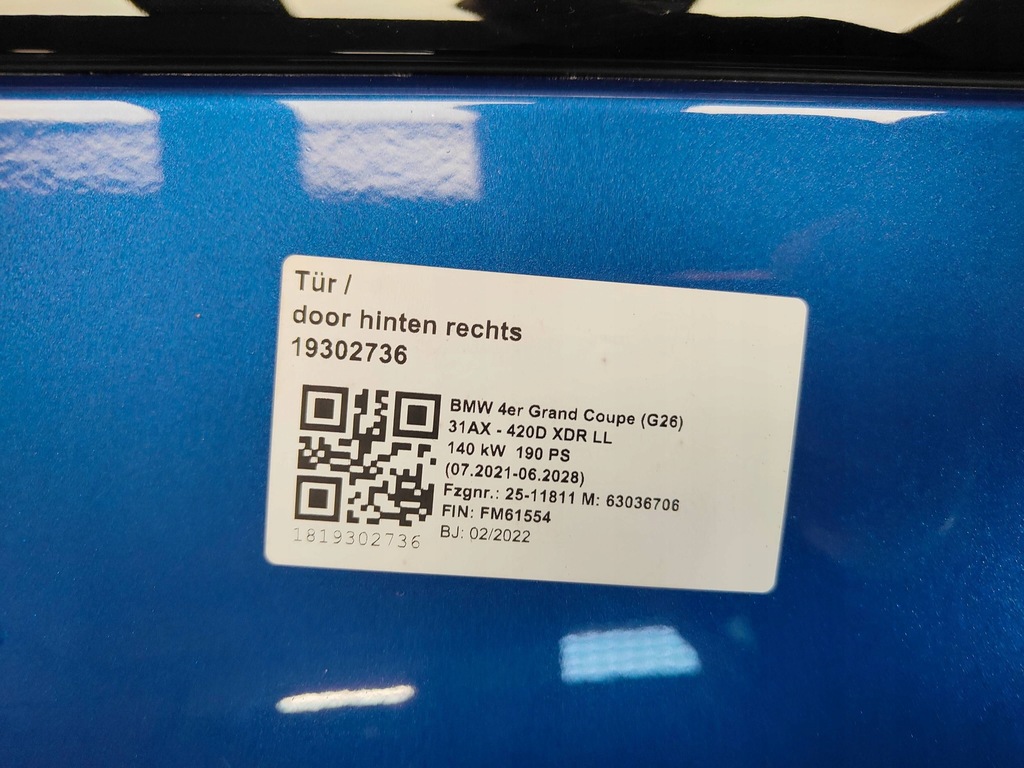 Tür /
door hinten rechts
19302736
BMW 4er Grand Coupe (G26)
31AX - 420D XDR LL
140 kW 190 PS
(07.2021-06.2028)
Fzgnr.: 25-11811 M: 63036706
FIN: FM61554
BJ: 02/2022
1819302736